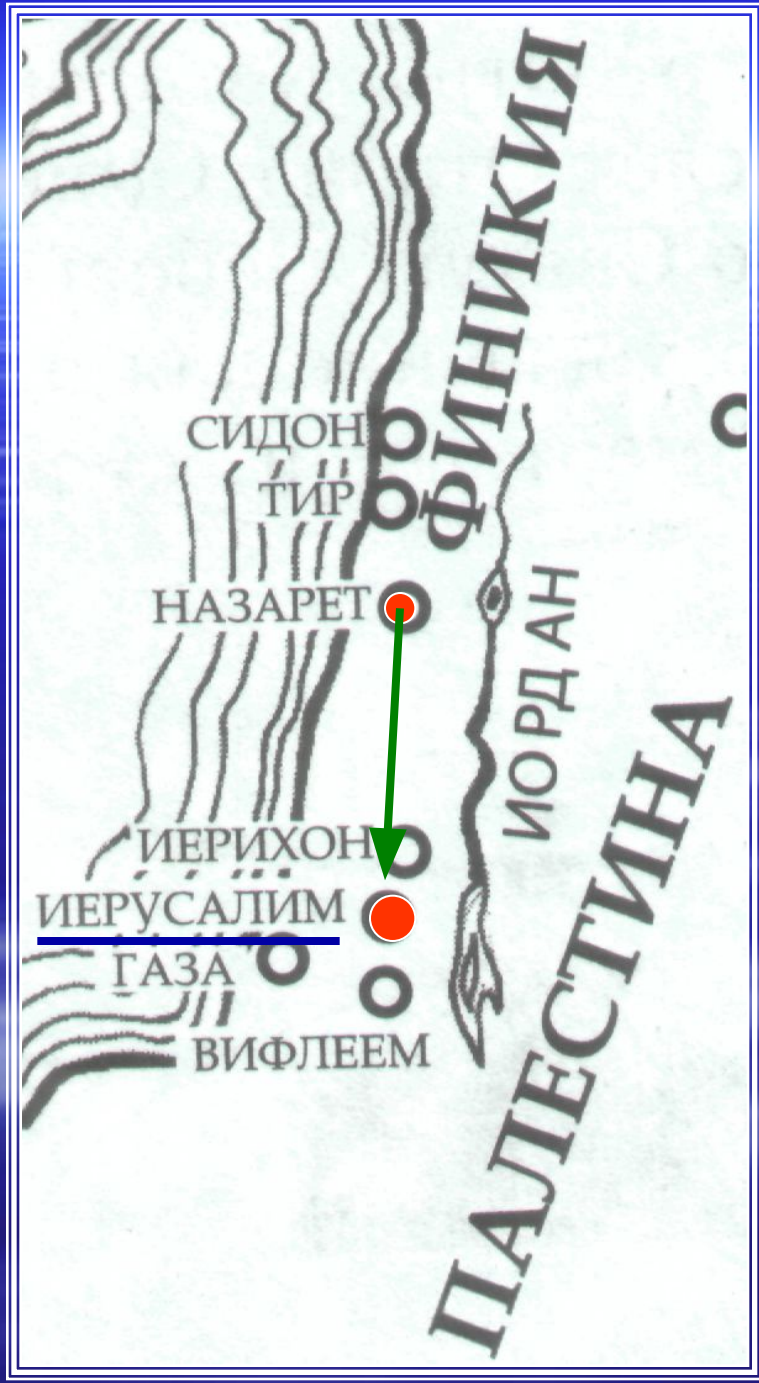 ФИНИКИЯ
СИДОН
ТИР
НАЗАРЕТ
ИОРДАН
ПАЛЕСТИНА
ИЕРИХОН
ИЕРУСАЛИМ
ГАЗА
ВИФЛЕЕМ